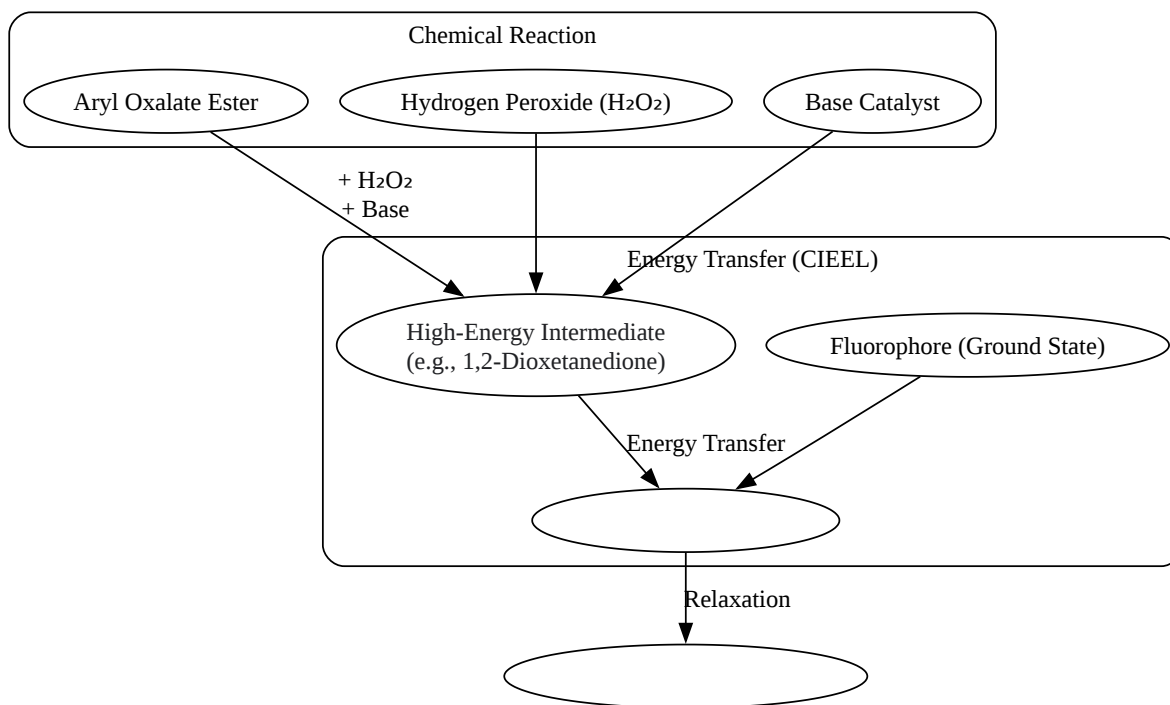 Chemical Reaction
Aryl Oxalate Ester
Hydrogen Peroxide (H₂O₂)
Base Catalyst
+ H₂O₂
+ Base
Energy Transfer (CIEEL)
High-Energy Intermediate
(e.g., 1,2-Dioxetanedione)
Fluorophore (Ground State)
Energy Transfer
Relaxation